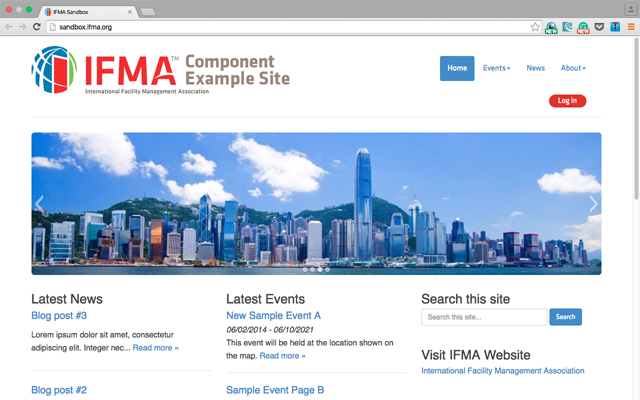 IFMA Sandbox
sandbox.ifma.org
NEW
NEW
IFMA™ Component Example Site
International Facility Management Association
Home
Events
News
About
Log in
Latest News
Blog post #3
Lorem ipsum dolor sit amet, consectetur
adipiscing elit. Integer nec... Read more »
Blog post #2
Latest Events
New Sample Event A
06/02/2014 - 06/10/2021
This event will be held at the location shown on
the map. Read more »
Sample Event Page B
Search this site
Search this site...
Search
Visit IFMA Website
International Facility Management Association